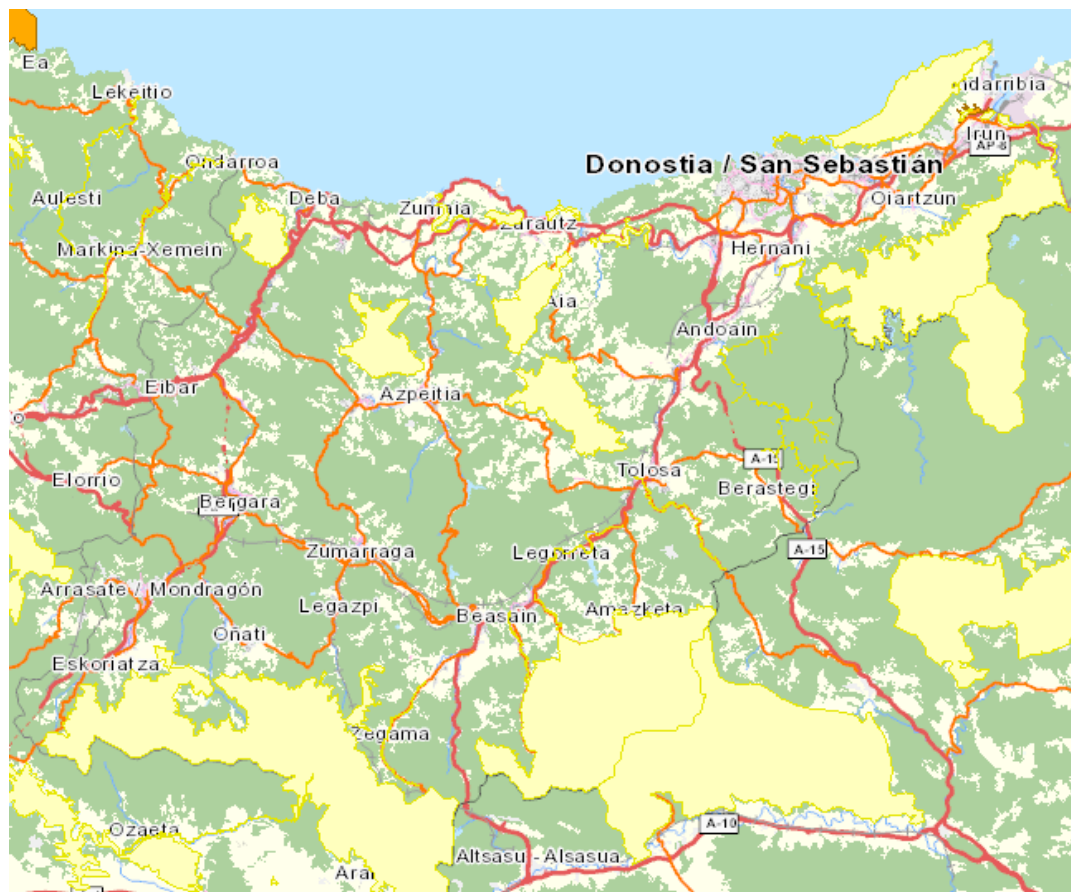 Ea
Lekeitio
ndarribia
Irun
AP-8
Ondarroa
Donostia / San Sebastián
Aulesti
Deba
Zumaia
Oiartzun
Zarautz
Markina-Xemein
Hernani
Aia
Andoain
Eibar
Azpeitia
o
Elorrio
Tolosa
A-1
Berastegi
Bergara
Zumarraga
Legorreta
A-15
Arrasate / Mondragón
Legazpi
Amezketa
Beasain
Oñati
Eskoriatza
Zegama
A-10
Ozaeta
Altsasu - Alsasua
Arai